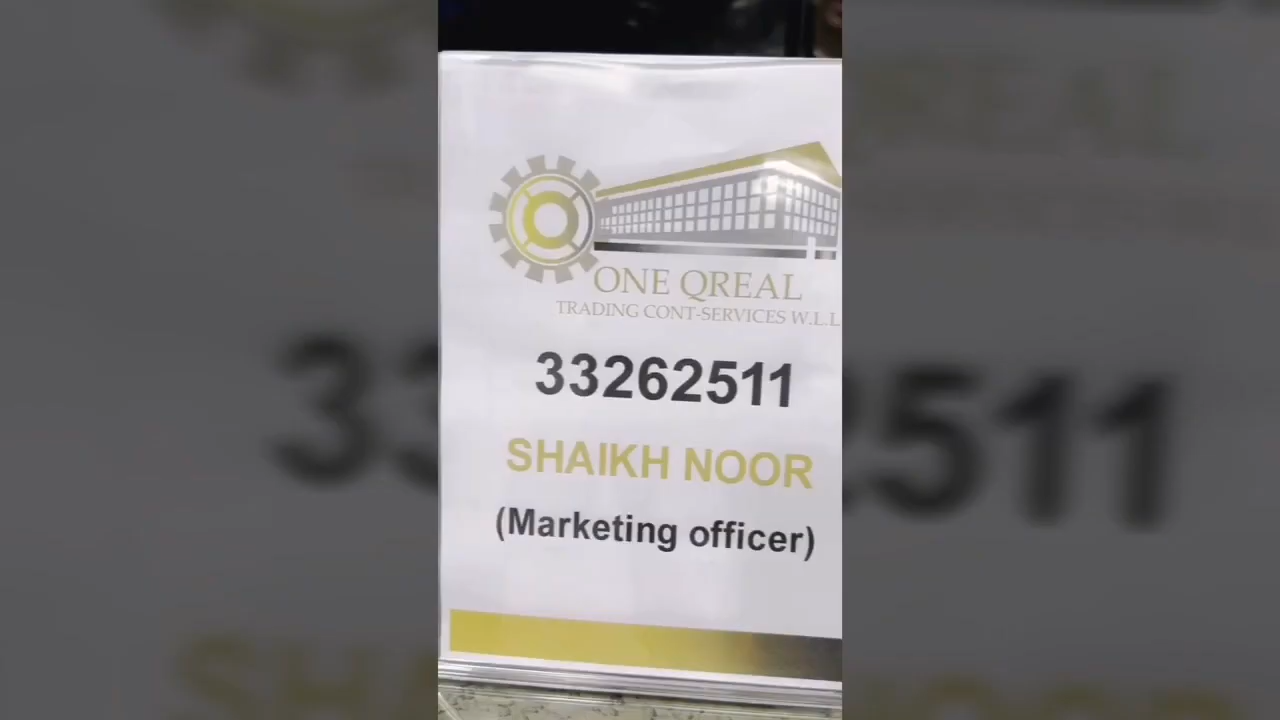 ONE QREAL
TRADING CONT-SERVICES W.L.L
33262511
SHAIKH NOOR
(Marketing officer)